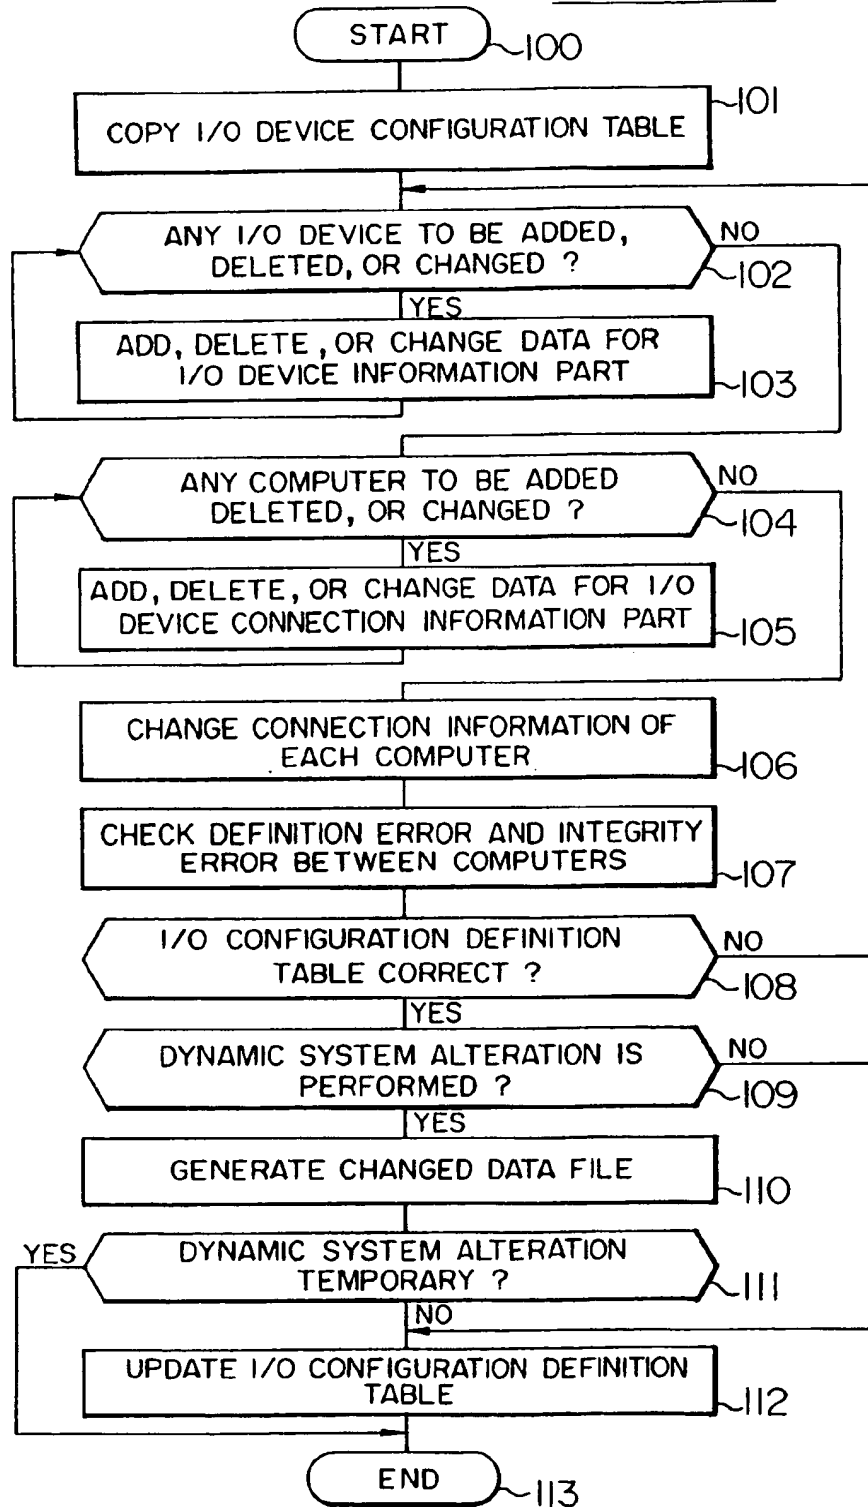 START
100
COPY I/O DEVICE CONFIGURATION TABLE
101
ANY I/O DEVICE TO BE ADDED,
DELETED, OR CHANGED ?
NO
102
YES
ADD, DELETE, OR CHANGE DATA FOR
I/O DEVICE INFORMATION PART
103
ANY COMPUTER TO BE ADDED
DELETED, OR CHANGED ?
NO
104
YES
ADD, DELETE, OR CHANGE DATA FOR I/O
DEVICE CONNECTION INFORMATION PART
105
CHANGE CONNECTION INFORMATION OF
EACH COMPUTER
106
CHECK DEFINITION ERROR AND INTEGRITY
ERROR BETWEEN COMPUTERS
107
I/O CONFIGURATION DEFINITION
TABLE CORRECT ?
NO
108
YES
DYNAMIC SYSTEM ALTERATION IS
PERFORMED ?
NO
109
YES
GENERATE CHANGED DATA FILE
110
YES
DYNAMIC SYSTEM ALTERATION
TEMPORARY ?
111
NO
UPDATE I/O CONFIGURATION DEFINITION
TABLE
112
END
113